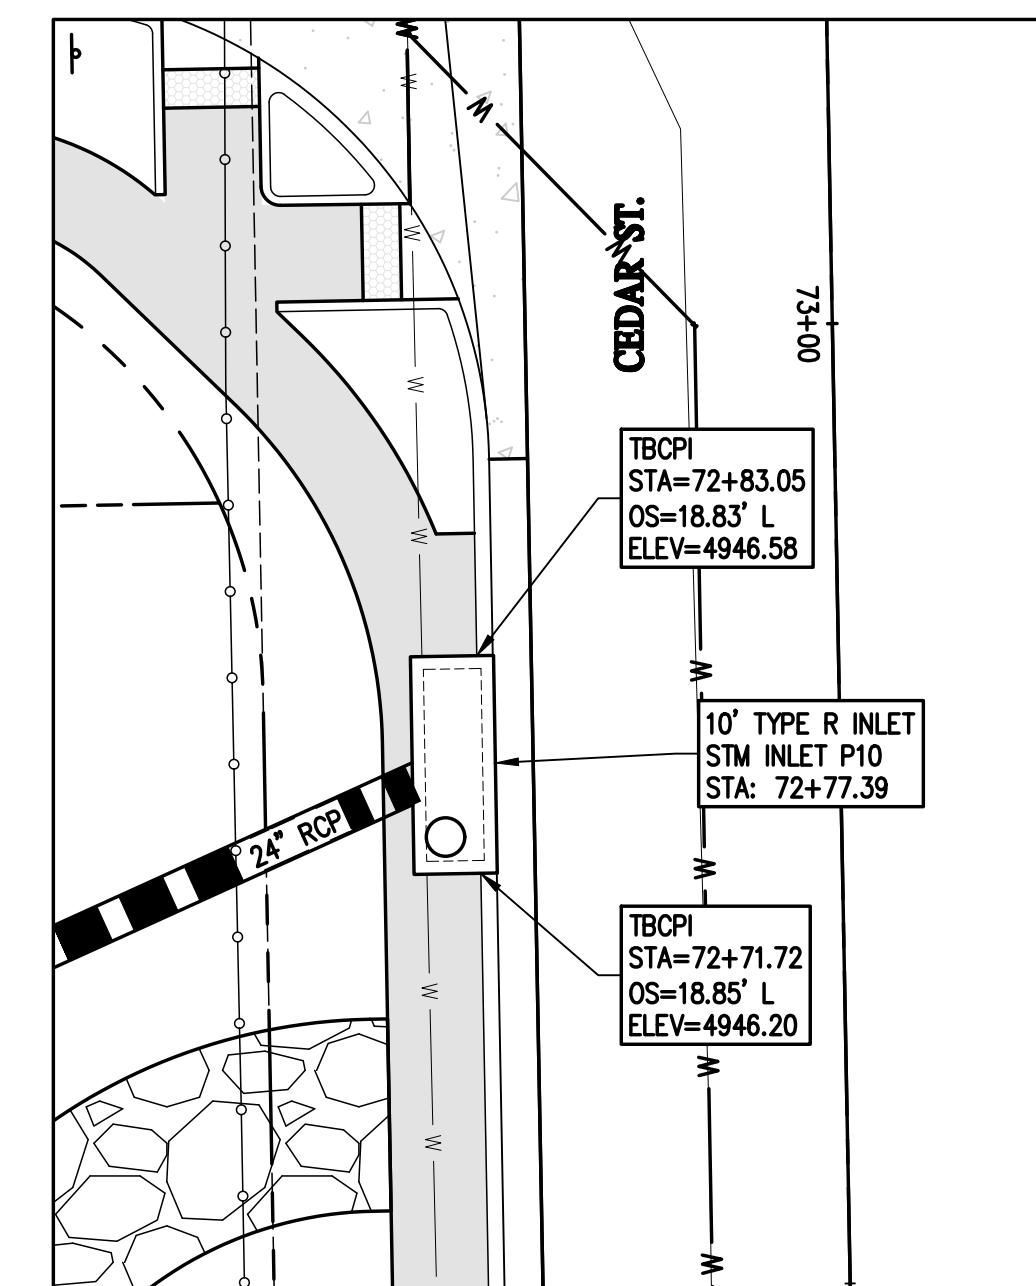 W
W
W
W
CEDAR ST.
W
W
73+00
W
TBCPI
STA=72+83.05
OS=18.83' L
ELEV=4946.58
W
W
10' TYPE R INLET
STM INLET P10
STA: 72+77.39
24" RCP
W
TBCPI
STA=72+71.72
OS=18.85' L
ELEV=4946.20
W
W
W
W